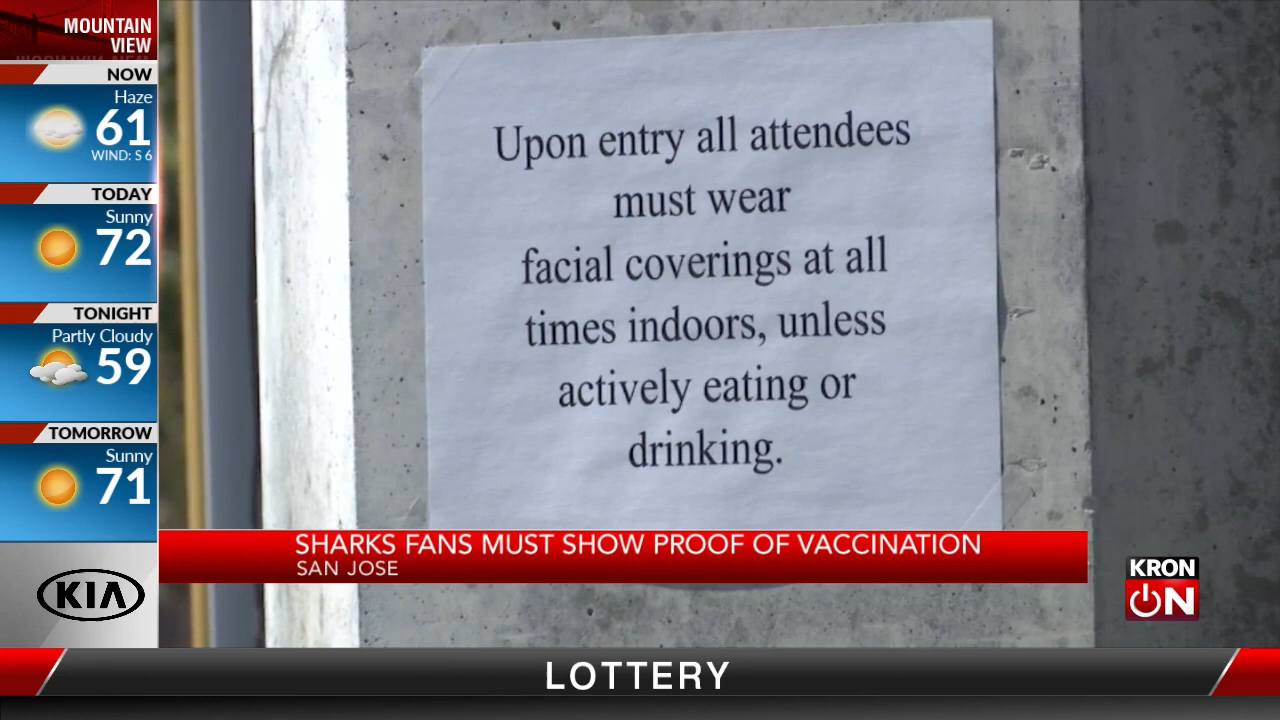 MOUNTAIN
VIEW
NOW
Haze
61
WIND: S 6
TODAY
Sunny
72
TONIGHT
Partly Cloudy
59
TOMORROW
Sunny
71
KIA
Upon entry all attendees
must wear
facial coverings at all
times indoors, unless
actively eating or
drinking.
SHARKS FANS MUST SHOW PROOF OF VACCINATION
SAN JOSE
KRON
ON
LOTTERY